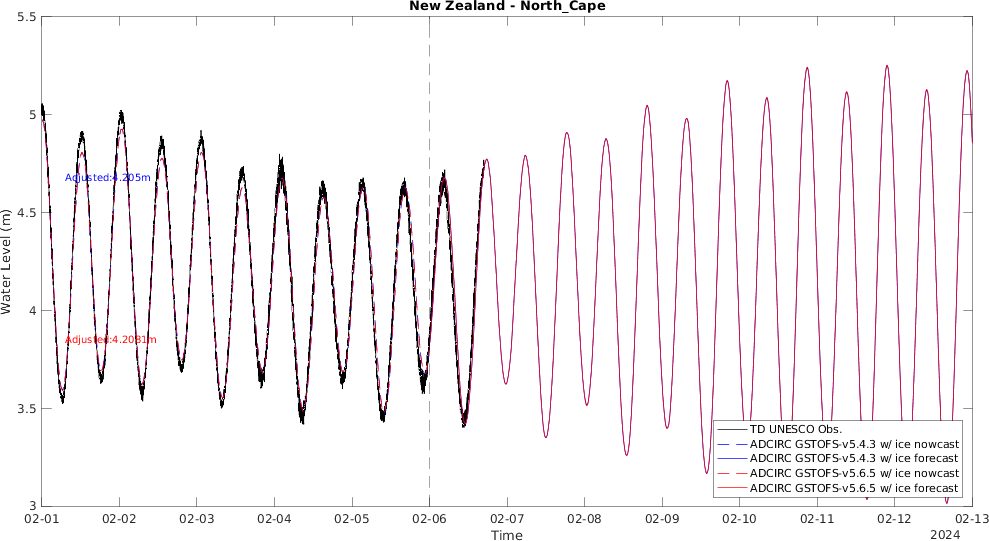 New Zealand - North_Cape
5.5
5
4.5
4
3.5
3
Water Level (m)
Adjusted:4.205m
Adjusted:4.2081m
TD UNESCO Obs.
ADCIRC GSTOFS-v5.4.3 w/ ice nowcast
ADCIRC GSTOFS-v5.4.3 w/ ice forecast
ADCIRC GSTOFS-v5.6.5 w/ ice nowcast
ADCIRC GSTOFS-v5.6.5 w/ ice forecast
02-01 02-02 02-03 02-04 02-05 02-06 02-07 02-08 02-09 02-10 02-11 02-12 02-13
Time
2024